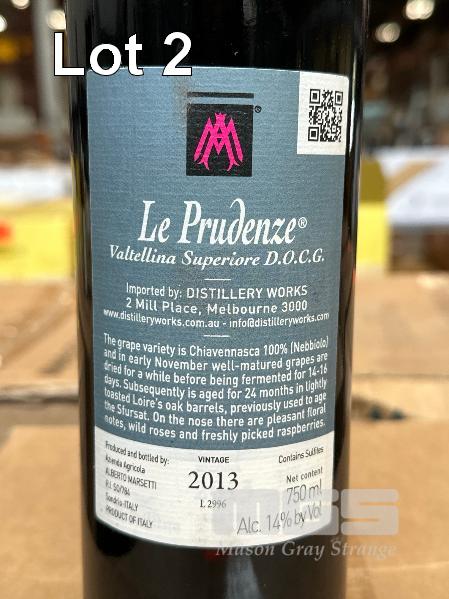 Lot 2
Le Prudenze®
Valtellina Superiore D.O.C.G.
Imported by: DISTILLERY WORKS
2 Mill Place, Melbourne 3000
www.distilleryworks.com.au - info@distilleryworks.com
The grape variety is Chiavennasca 100% (Nebbiolo)
and in early November well-matured grapes are
dried for a while before being fermented for 14-16
days. Subsequently is aged for 24 months in lightly
toasted Loire's oak barrels, previously used to age
the Sfursat. On the nose there are pleasant floral
notes, wild roses and freshly picked raspberries.
Produced and bottled by:
Azienda Agricola
ALBERTO MARSETTI
R.I. SO/784
Sondrio-ITALY
PRODUCT OF ITALY
VINTAGE
2013
L 2996
Contains Sulfites
Net content
750 ml
Alc. 14% by Vol
MGS
Mason Gray Strange